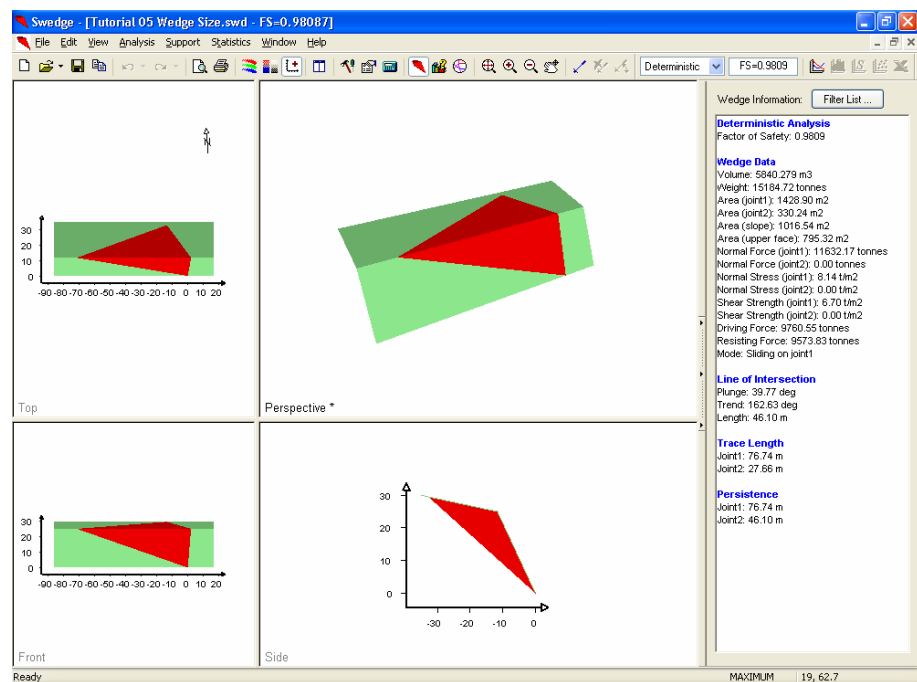 Swedge - [Tutorial 05 Wedge Size.swd - FS=0.98087]
File Edit View Analysis Support Statistics Window Help
Deterministic FS=0.9809
N
30
20
10
0
-90 -80 -70 -60 -50 -40 -30 -20 -10 0 10 20
Top
Perspective *
30
20
10
0
-90 -80 -70 -60 -50 -40 -30 -20 -10 0 10 20
Front
30
20
10
0
-30 -20 -10 0
Side
Wedge Information: Filter List ...
Deterministic Analysis
Factor of Safety: 0.9809
Wedge Data
Volume: 5840.279 m3
Weight: 15184.72 tonnes
Area (joint1): 1428.90 m2
Area (joint2): 330.24 m2
Area (slope): 1016.54 m2
Area (upper face): 795.32 m2
Normal Force (joint1): 11632.17 tonnes
Normal Force (joint2): 0.00 tonnes
Normal Stress (joint1): 8.14 t/m2
Normal Stress (joint2): 0.00 t/m2
Shear Strength (joint1): 6.70 t/m2
Shear Strength (joint2): 0.00 t/m2
Driving Force: 9760.55 tonnes
Resisting Force: 9573.83 tonnes
Mode: Sliding on joint1
Line of Intersection
Plunge: 39.77 deg
Trend: 162.63 deg
Length: 46.10 m
Trace Length
Joint1: 76.74 m
Joint2: 27.66 m
Persistence
Joint1: 76.74 m
Joint2: 46.10 m
Ready
MAXIMUM 19, 62.7